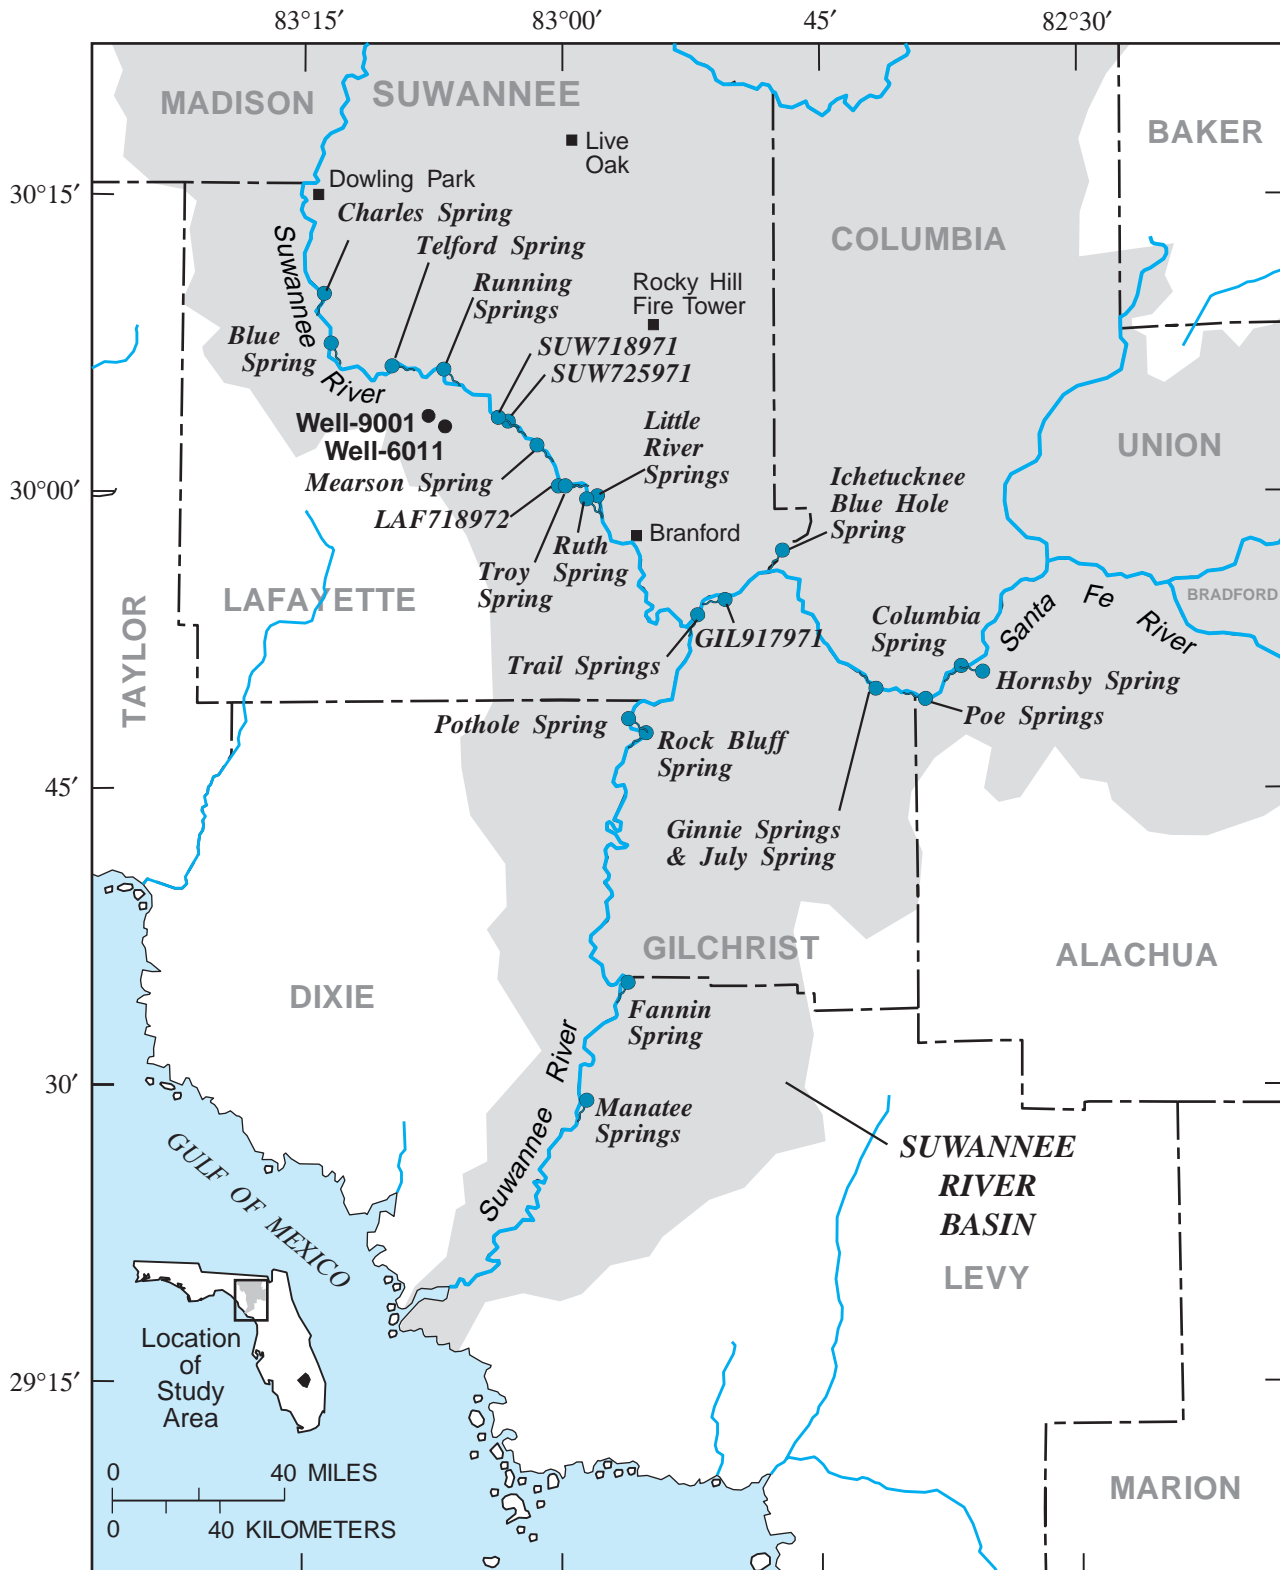 83°15′
83°00′
45′
82°30′
MADISON
SUWANNEE
BAKER
Live
Oak
30°15′
Dowling Park
Charles Spring
Telford Spring
COLUMBIA
Suwannee
River
Running
Springs
Rocky Hill
Fire Tower
Blue
Spring
SUW718971
SUW725971
Well-9001
Well-6011
Little
River
Springs
UNION
Mearson Spring
Ichetucknee
Blue Hole
Spring
30°00′
LAF718972
Branford
Ruth
Spring
Troy
Spring
LAFAYETTE
TAYLOR
Santa Fe River
BRADFORD
Columbia
Spring
GIL917971
Trail Springs
Hornsby Spring
Poe Springs
Pothole Spring
Rock Bluff
Spring
45′
Ginnie Springs
& July Spring
GILCHRIST
ALACHUA
DIXIE
Fannin
Spring
Suwannee River
30′
Manatee
Springs
GULF OF MEXICO
SUWANNEE
RIVER
BASIN
LEVY
Location
of
Study
Area
29°15′
0 40 MILES
0 40 KILOMETERS
MARION